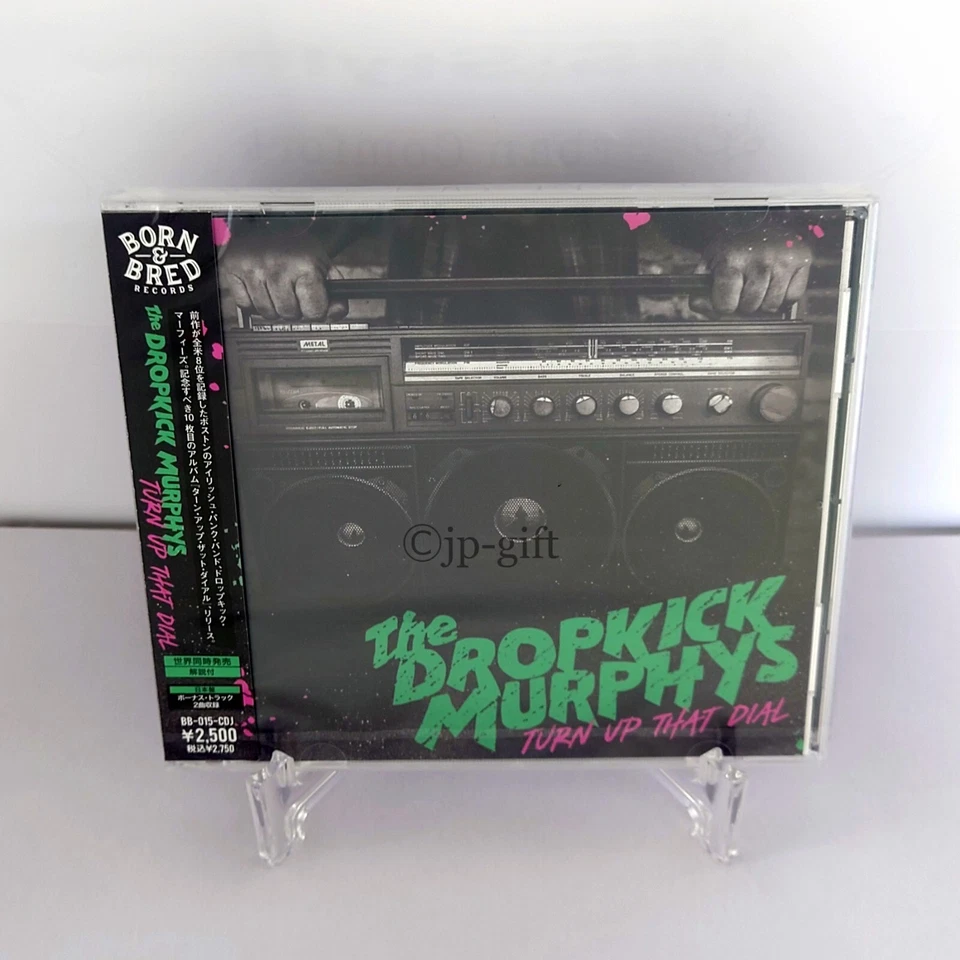 BORN
&
BRED
RECORDS
The DROPKICK MURPHYS
TURN UP THAT DIAL
前作が全米8位を記録したボストンのアイリッシュ・パンク・バンド、ドロップキック・
マーフィーズ。記念すべき10枚目のアルバム『ターン・アップ・ザット・ダイアル』、リリース。
世界同時発売
解説付
日本盤
ボーナス・トラック
2曲収録
BB-015-CDJ
¥2,500
税込¥2,750
METAL
©jp-gift
The
DROPKICK
MURPHYS
TURN UP THAT DIAL